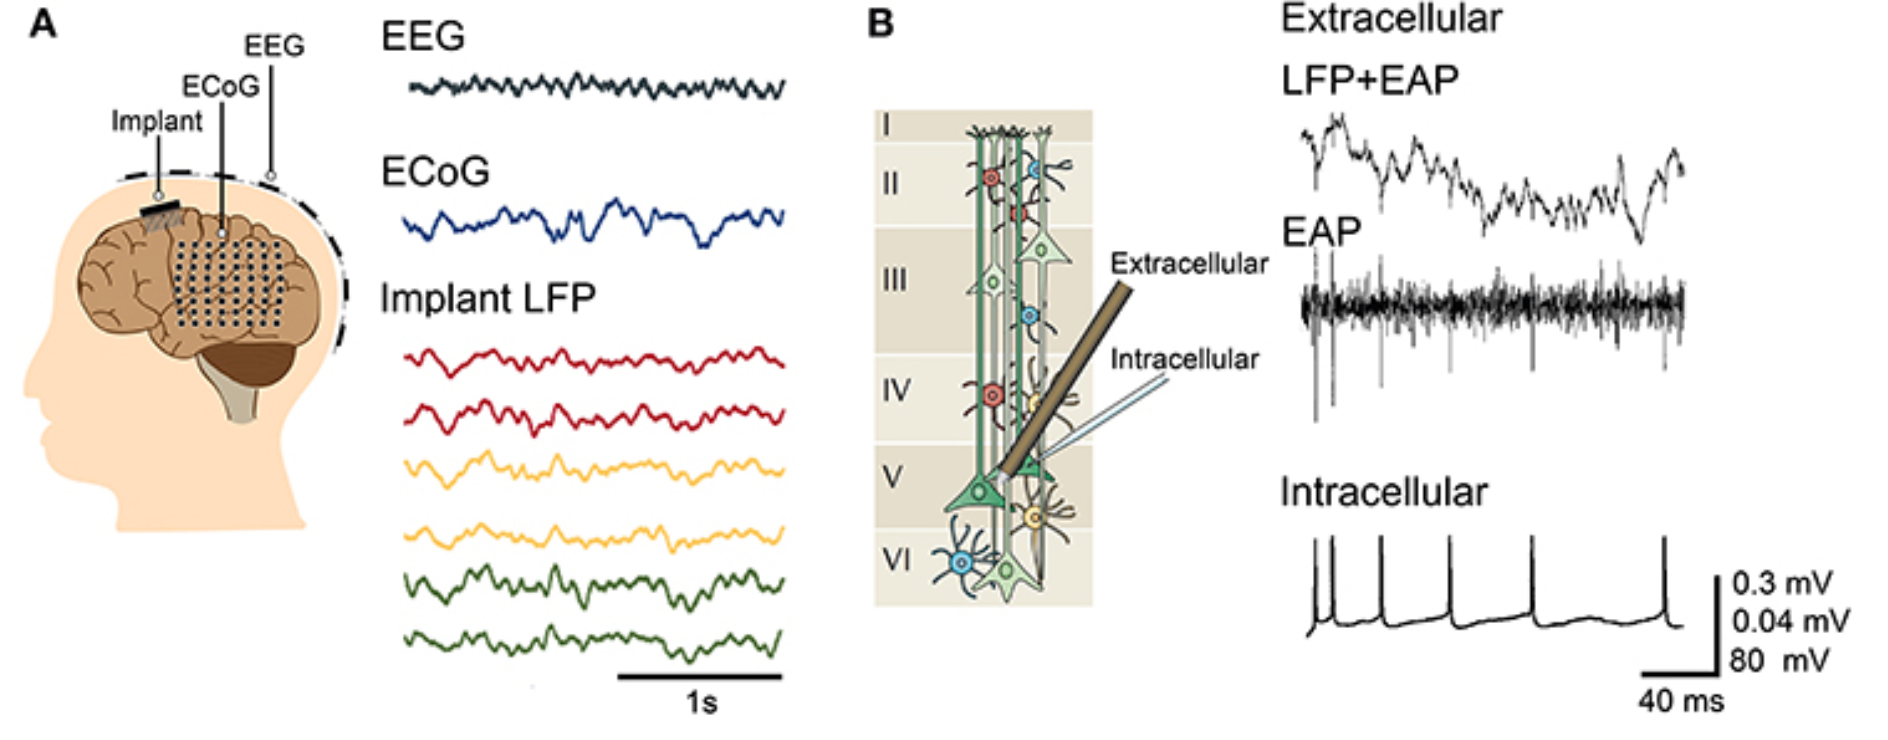 A
EEG
ECoG
Implant
EEG
ECoG
Implant LFP
1s
B
I
II
III
IV
V
VI
Extracellular
Intracellular
Extracellular
LFP+EAP
EAP
Intracellular
0.3 mV
0.04 mV
80 mV
40 ms